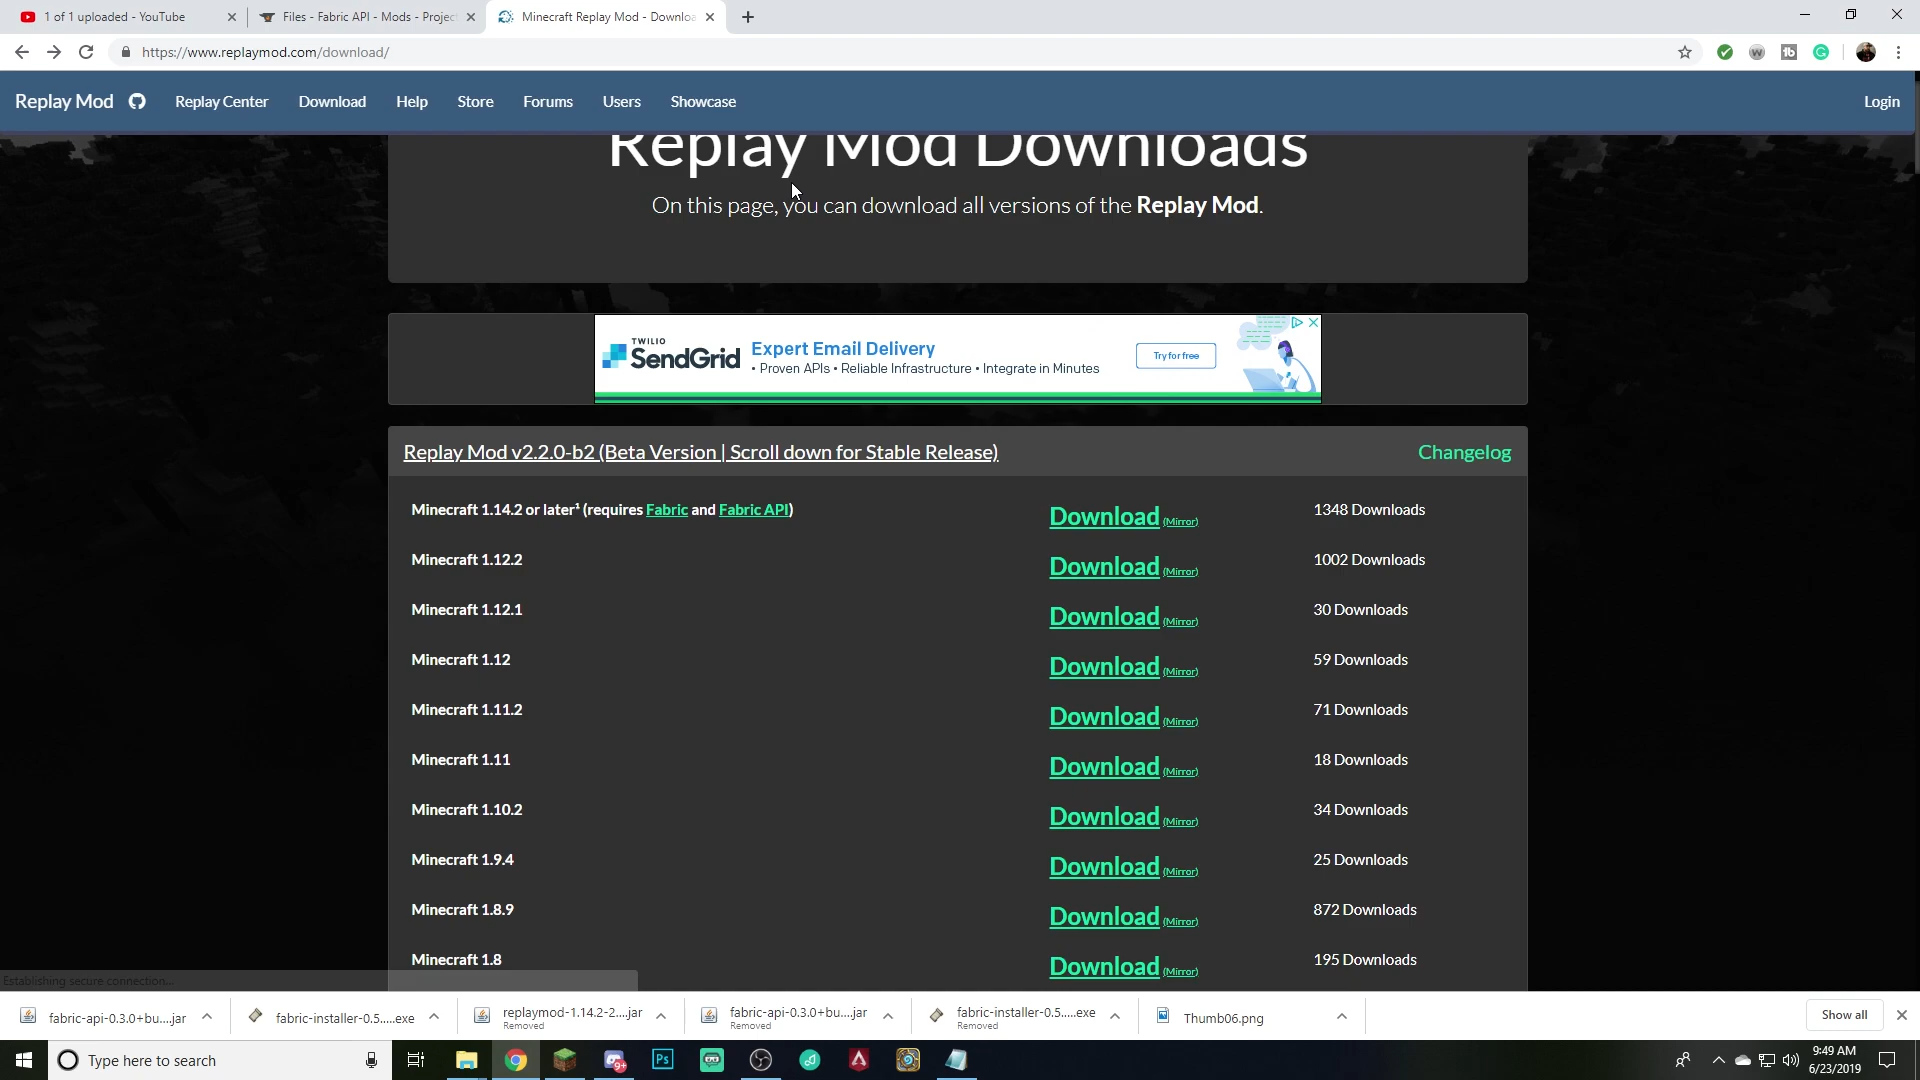 1 of 1 uploaded - YouTube
Files - Fabric API - Mods - Projec
Minecraft Replay Mod - Downloa
https://www.replaymod.com/download/
Replay Mod Replay Center Download Help Store Forums Users Showcase Login
Replay Mod Downloads
On this page, you can download all versions of the Replay Mod.
TWILIO
SendGrid
Expert Email Delivery
• Proven APIs • Reliable Infrastructure • Integrate in Minutes
Try for free
Replay Mod v2.2.0-b2 (Beta Version | Scroll down for Stable Release) Changelog
Minecraft 1.14.2 or later¹ (requires Fabric and Fabric API) Download (Mirror) 1348 Downloads
Minecraft 1.12.2 Download (Mirror) 1002 Downloads
Minecraft 1.12.1 Download (Mirror) 30 Downloads
Minecraft 1.12 Download (Mirror) 59 Downloads
Minecraft 1.11.2 Download (Mirror) 71 Downloads
Minecraft 1.11 Download (Mirror) 18 Downloads
Minecraft 1.10.2 Download (Mirror) 34 Downloads
Minecraft 1.9.4 Download (Mirror) 25 Downloads
Minecraft 1.8.9 Download (Mirror) 872 Downloads
Minecraft 1.8 Download (Mirror) 195 Downloads
Establishing secure connection...
fabric-api-0.3.0+bu....jar
fabric-installer-0.5.....exe
replaymod-1.14.2-2....jar
Removed
fabric-api-0.3.0+bu....jar
Removed
fabric-installer-0.5.....exe
Removed
Thumb06.png
Show all
Type here to search
Ps
9+
9:49 AM
6/23/2019